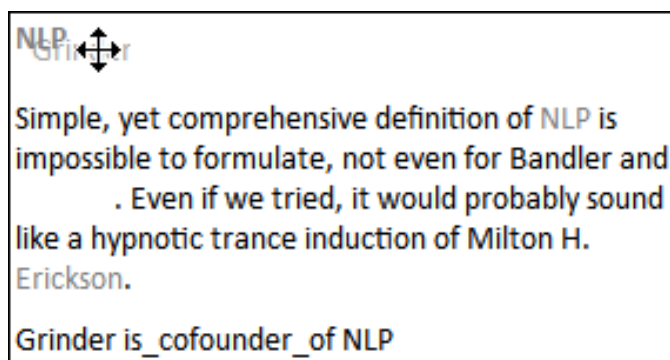 NLP
Grinder
Simple, yet comprehensive definition of NLP is
impossible to formulate, not even for Bandler and
. Even if we tried, it would probably sound
like a hypnotic trance induction of Milton H.
Erickson.
Grinder is_cofounder_of NLP